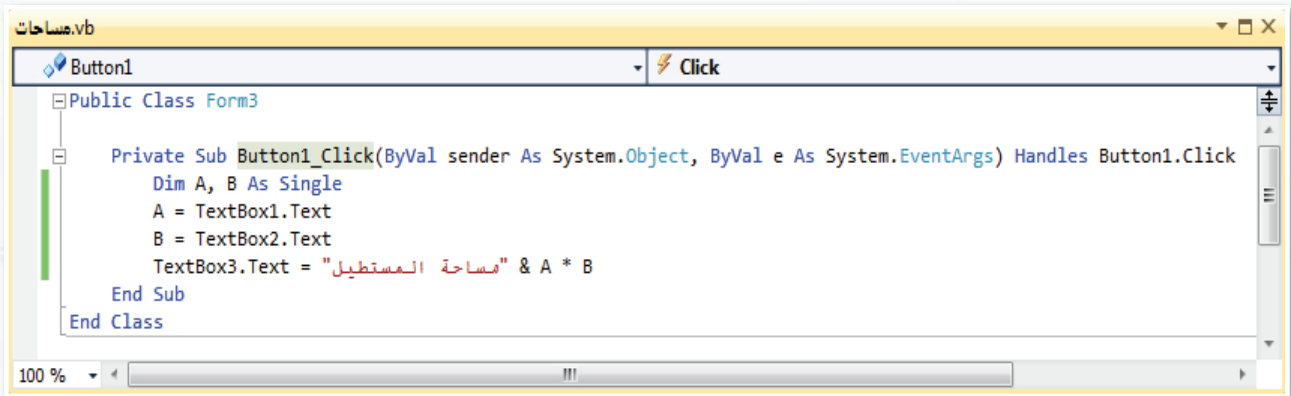 مساحات.vb
Button1 Click
Public Class Form3
Private Sub Button1_Click(ByVal sender As System.Object, ByVal e As System.EventArgs) Handles Button1.Click
Dim A, B As Single
A = TextBox1.Text
B = TextBox2.Text
TextBox3.Text = "مساحة المستطيل" & A * B
End Sub
End Class
100 %